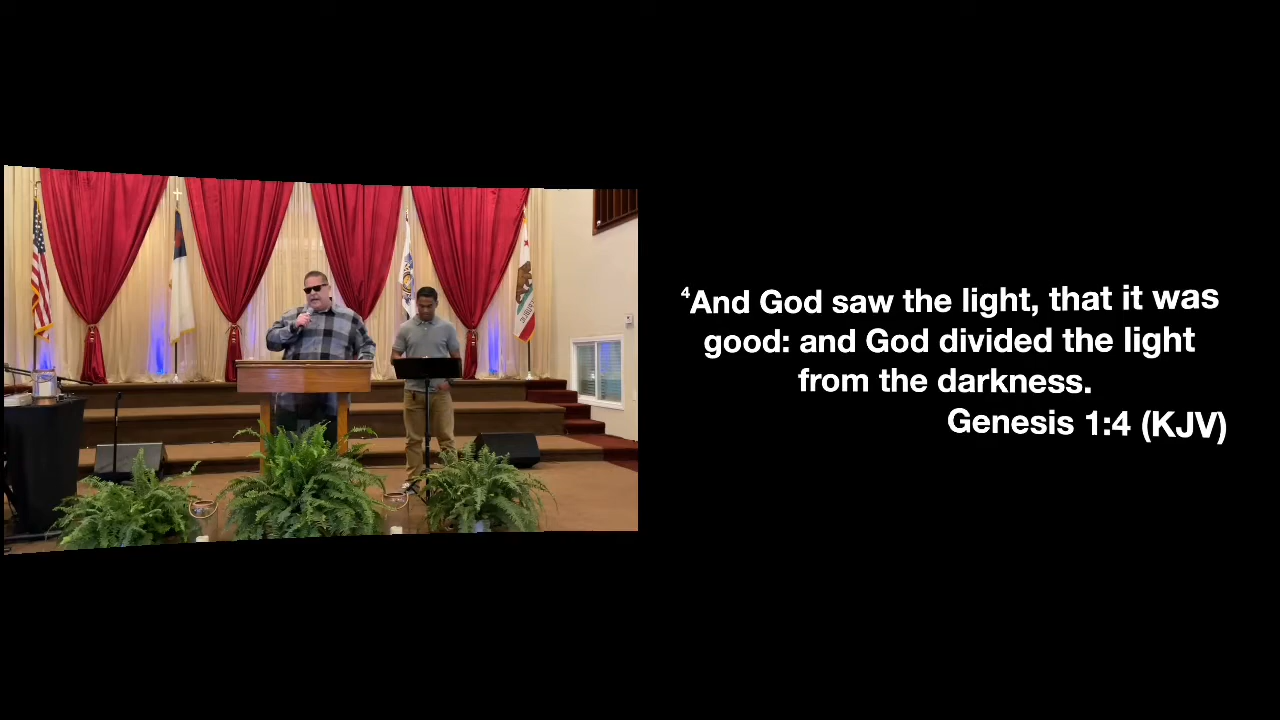 ⁴And God saw the light, that it was
good: and God divided the light
from the darkness.
Genesis 1:4 (KJV)